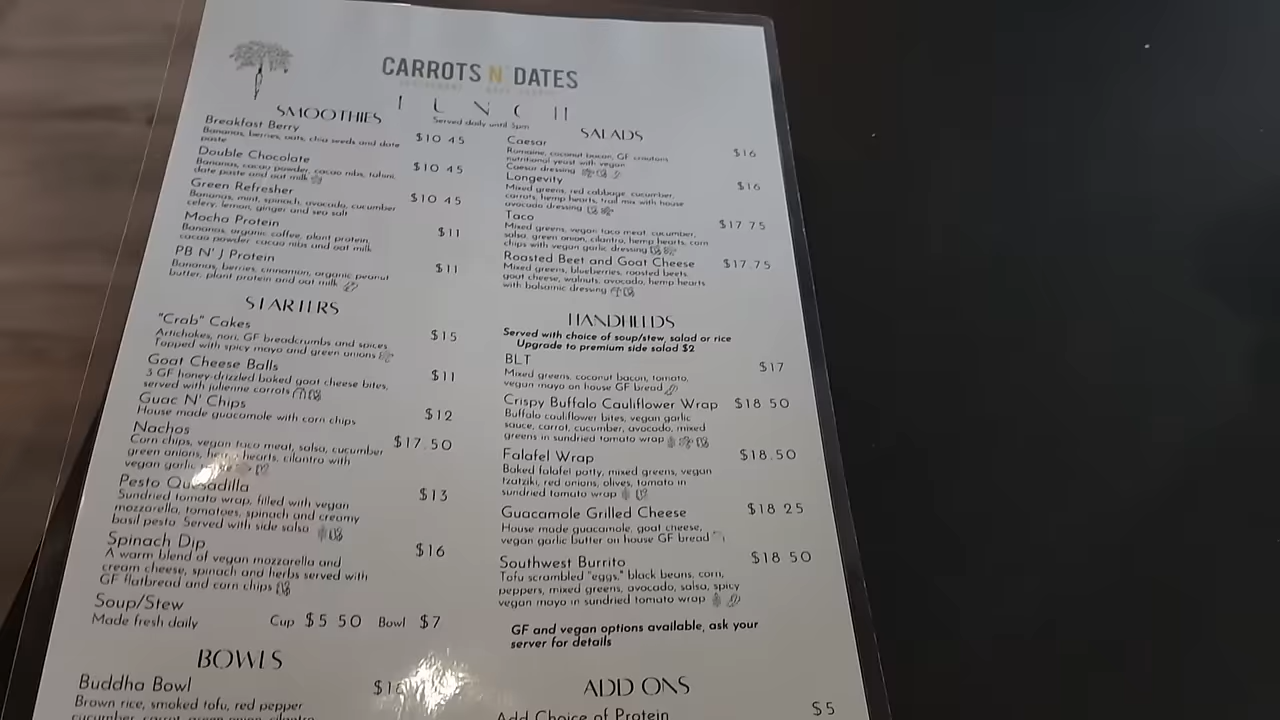 CARROTS N' DATES
LUNCH
Served daily until 3pm
SMOOTHIES
Breakfast Berry $10 45
Bananas, berries, oats, chia seeds and date
paste
Double Chocolate $10 45
Bananas, cacao powder, cacao nibs, tahini,
date paste and oat milk
Green Refresher $10 45
Bananas, mint, spinach, avocado, cucumber
celery, lemon, ginger and sea salt
Mocha Protein $11
Bananas, organic coffee, plant protein,
cacao powder cacao nibs and oat milk
PB N' J Protein $11
Bananas, berries, cinnamon, organic peanut
butter, plant protein and oat milk
STARTERS
"Crab" Cakes $15
Artichokes, nori, GF breadcrumbs and spices
Topped with spicy mayo and green onions
Goat Cheese Balls $11
3 GF honey-drizzled baked goat cheese bites,
served with julienne carrots
Guac N' Chips $12
House made guacamole with corn chips
Nachos $17.50
Corn chips, vegan taco meat, salsa, cucumber
green onions, hemp hearts, cilantro with
vegan garlic
Pesto Quesadilla $13
Sundried tomato wrap, filled with vegan
mozzarella, tomatoes, spinach and creamy
basil pesto Served with side salsa
Spinach Dip $16
A warm blend of vegan mozzarella and
cream cheese, spinach and herbs served with
GF flatbread and corn chips
Soup/Stew
Made fresh daily Cup $5 50 Bowl $7
BOWLS
Buddha Bowl
Brown rice, smoked tofu, red pepper
cucumber, carrot, green onion, cilantro
SALADS
Caesar $16
Romaine, coconut bacon, GF croutons
nutritional yeast with vegan
Caesar dressing
Longevity $16
Mixed greens, red cabbage, cucumber,
carrots, hemp hearts, trail mix with house
avocado dressing
Taco $17 75
Mixed greens, vegan taco meat, cucumber,
salsa, green onion, cilantro, hemp hearts, corn
chips with vegan garlic dressing
Roasted Beet and Goat Cheese $17.75
Mixed greens, blueberries, roasted beets,
goat cheese, walnuts, avocado, hemp hearts
with balsamic dressing
HANDHELDS
Served with choice of soup/stew, salad or rice
Upgrade to premium side salad $2
BLT $17
Mixed greens, coconut bacon, tomato,
vegan mayo on house GF bread
Crispy Buffalo Cauliflower Wrap $18 50
Buffalo cauliflower bites, vegan garlic
sauce, carrot, cucumber, avocado, mixed
greens in sundried tomato wrap
Falafel Wrap $18.50
Baked falafel patty, mixed greens, vegan
tzatziki, red onions, olives, tomato in
sundried tomato wrap
Guacamole Grilled Cheese $18 25
House made guacamole, goat cheese,
vegan garlic butter on house GF bread
Southwest Burrito $18 50
Tofu scrambled "eggs," black beans, corn,
peppers, mixed greens, avocado, salsa, spicy
vegan mayo in sundried tomato wrap
GF and vegan options available, ask your
server for details
ADD ONS
Add Choice of Protein $5